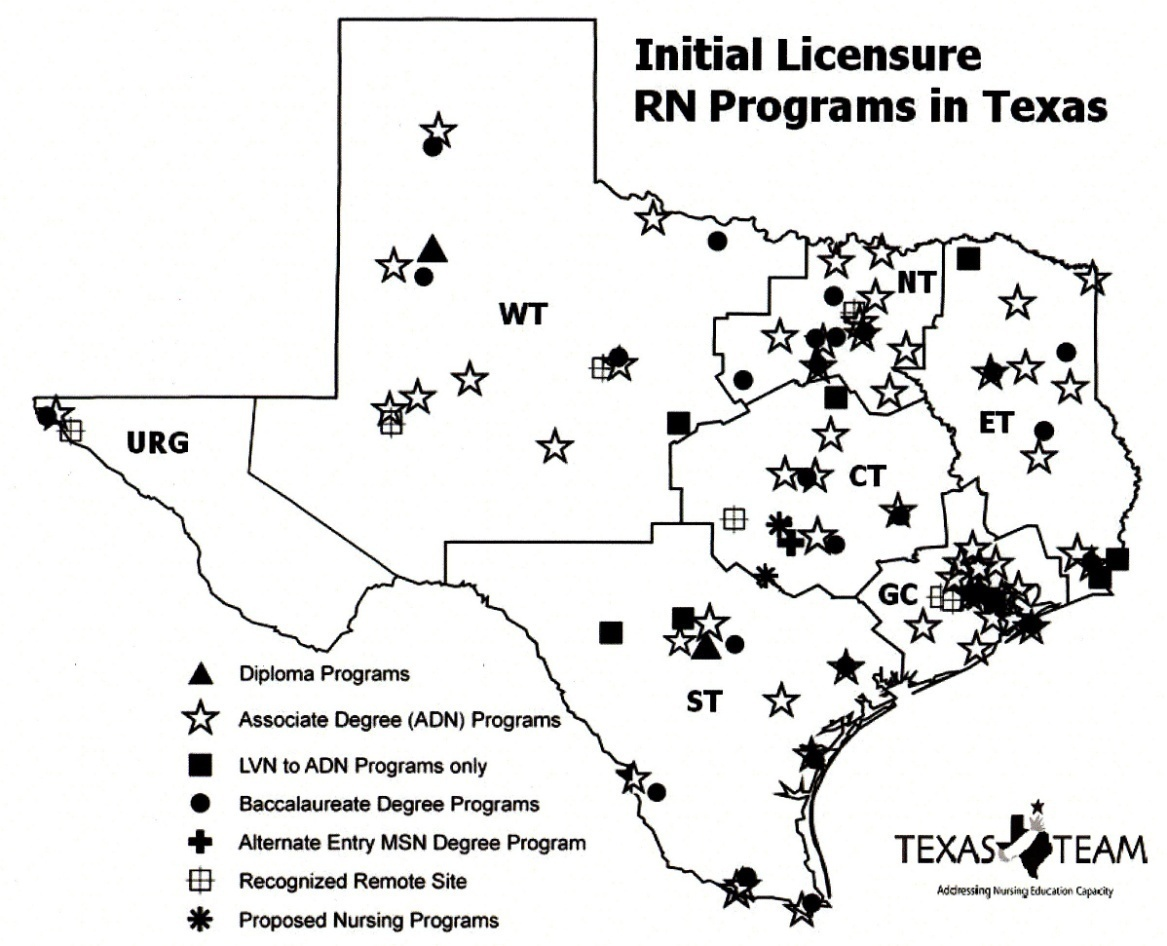 Initial Licensure
RN Programs in Texas
NT
WT
ET
URG
CT
GC
ST
Diploma Programs
Associate Degree (ADN) Programs
LVN to ADN Programs only
Baccalaureate Degree Programs
Alternate Entry MSN Degree Program
Recognized Remote Site
Proposed Nursing Programs
TEXAS TEAM
Addressing Nursing Education Capacity